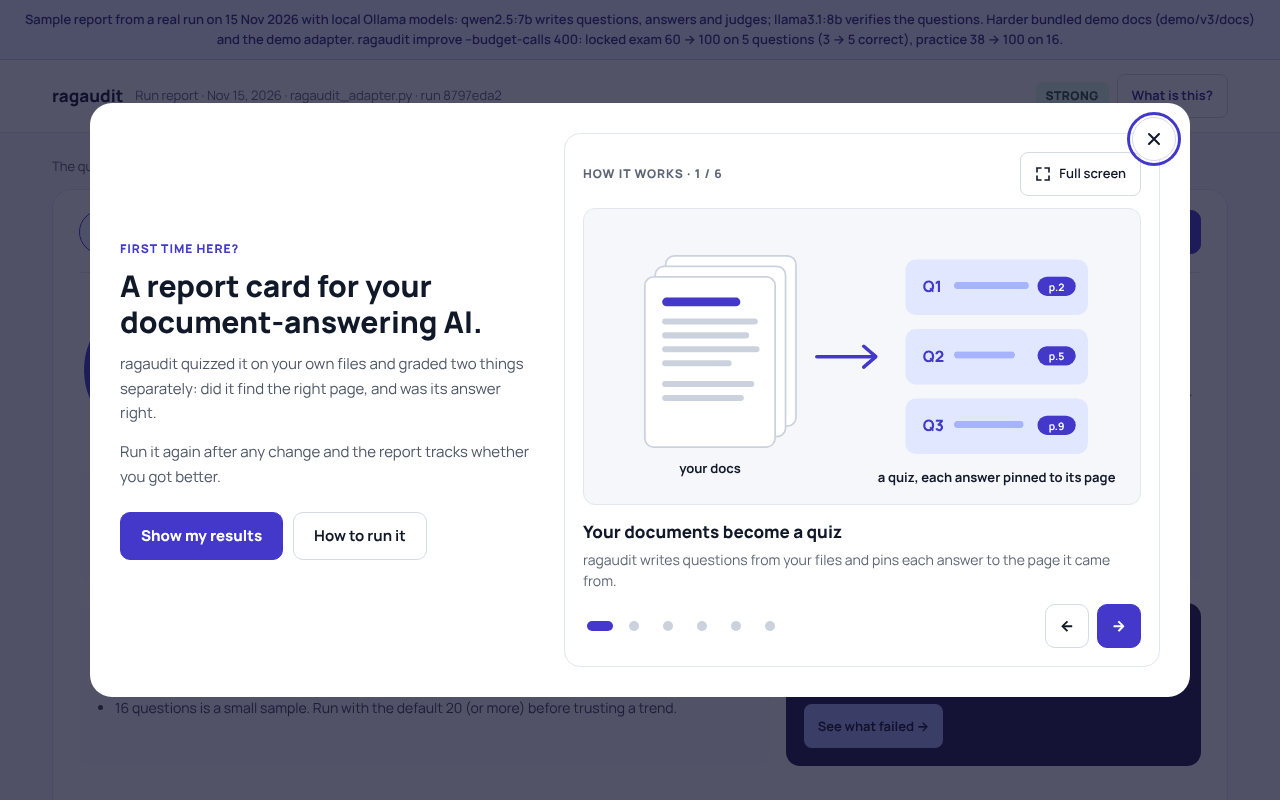 Sample report from a real run on 15 Nov 2026 with local Ollama models: qwen2.5:7b writes questions, answers and judges; llama3.1:8b verifies the questions. Harder bundled demo docs (demo/v3/docs)
and the demo adapter. ragaudit improve –budget-calls 400: locked exam 60 → 100 on 5 questions (3 → 5 correct), practice 38 → 100 on 16.
ragaudit Run report · Nov 15, 2026 · ragaudit_adapter.py · run 8797eda2 STRONG What is this?
The qu
FIRST TIME HERE?
A report card for your
document-answering AI.
ragaudit quizzed it on your own files and graded two things
separately: did it find the right page, and was its answer
right.
Run it again after any change and the report tracks whether
you got better.
Show my results How to run it
HOW IT WORKS · 1 / 6 Full screen
Q1 p.2
Q2 p.5
Q3 p.9
your docs
a quiz, each answer pinned to its page
Your documents become a quiz
ragaudit writes questions from your files and pins each answer to the page it came
from.
16 questions is a small sample. Run with the default 20 (or more) before trusting a trend.
See what failed →